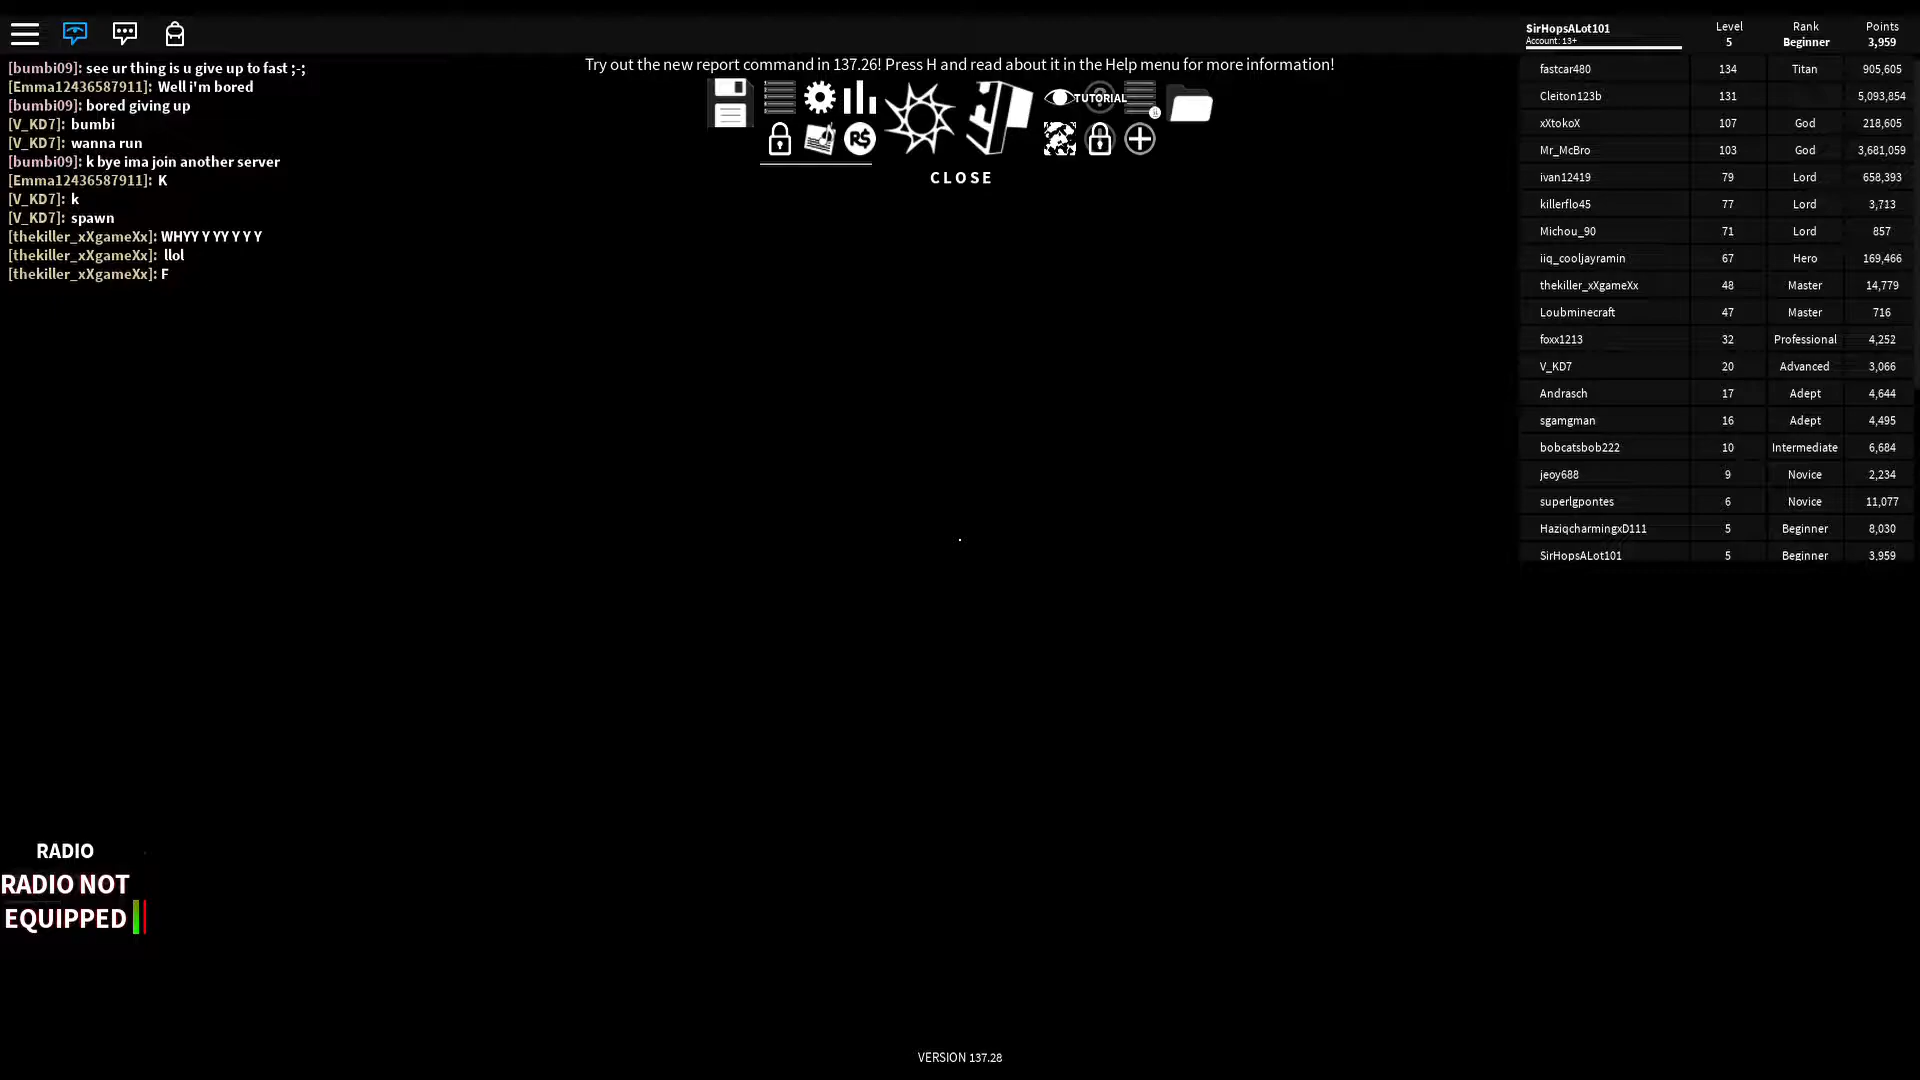 [bumbi09]: see ur thing is u give up to fast ;-;
[Emma12436587911]: Well i'm bored
[bumbi09]: bored giving up
[V_KD7]: bumbi
[V_KD7]: wanna run
[bumbi09]: k bye ima join another server
[Emma12436587911]: K
[V_KD7]: k
[V_KD7]: spawn
[thekiller_xXgameXx]: WHYY Y YY Y Y Y
[thekiller_xXgameXx]: llol
[thekiller_xXgameXx]: F
Try out the new report command in 137.26! Press H and read about it in the Help menu for more information!
R$
TUTORIAL
CLOSE
SirHopsALot101 Level Rank Points
Account: 13+ 5 Beginner 3,959
fastcar480 134 Titan 905,605
Cleiton123b 131 5,093,854
xXtokoX 107 God 218,605
Mr_McBro 103 God 3,681,059
ivan12419 79 Lord 658,393
killerflo45 77 Lord 3,713
Michou_90 71 Lord 857
iiq_cooljayramin 67 Hero 169,466
thekiller_xXgameXx 48 Master 14,779
Loubminecraft 47 Master 716
foxx1213 32 Professional 4,252
V_KD7 20 Advanced 3,066
Andrasch 17 Adept 4,644
sgamgman 16 Adept 4,495
bobcatsbob222 10 Intermediate 6,684
jeoy688 9 Novice 2,234
superlgpontes 6 Novice 11,077
HaziqcharmingxD111 5 Beginner 8,030
SirHopsALot101 5 Beginner 3,959
RADIO
RADIO NOT
EQUIPPED
VERSION 137.28